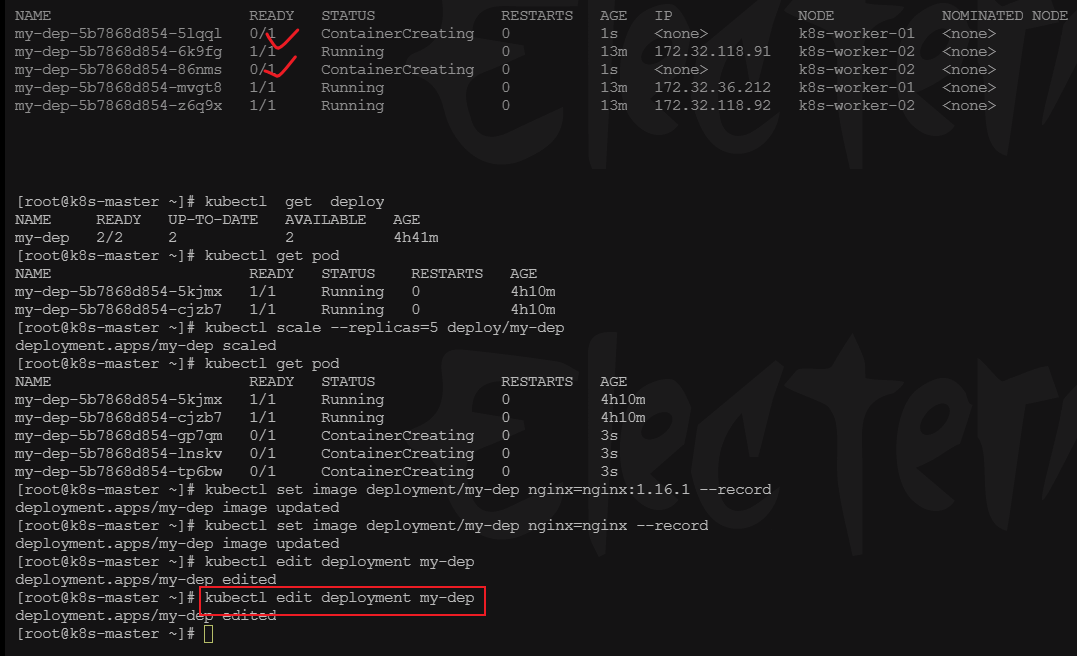 NAME READY STATUS RESTARTS AGE IP NODE NOMINATED NODE
my-dep-5b7868d854-5lqql 0/1 ContainerCreating 0 1s <none> k8s-worker-01 <none>
my-dep-5b7868d854-6k9fg 1/1 Running 0 13m 172.32.118.91 k8s-worker-02 <none>
my-dep-5b7868d854-86nms 0/1 ContainerCreating 0 1s <none> k8s-worker-02 <none>
my-dep-5b7868d854-mvgt8 1/1 Running 0 13m 172.32.36.212 k8s-worker-01 <none>
my-dep-5b7868d854-z6q9x 1/1 Running 0 13m 172.32.118.92 k8s-worker-02 <none>
[root@k8s-master ~]# kubectl  get  deploy
NAME READY UP-TO-DATE AVAILABLE AGE
my-dep 2/2 2 2 4h41m
[root@k8s-master ~]# kubectl get pod
NAME READY STATUS RESTARTS AGE
my-dep-5b7868d854-5kjmx 1/1 Running 0 4h10m
my-dep-5b7868d854-cjzb7 1/1 Running 0 4h10m
[root@k8s-master ~]# kubectl scale --replicas=5 deploy/my-dep
deployment.apps/my-dep scaled
[root@k8s-master ~]# kubectl get pod
NAME READY STATUS RESTARTS AGE
my-dep-5b7868d854-5kjmx 1/1 Running 0 4h10m
my-dep-5b7868d854-cjzb7 1/1 Running 0 4h10m
my-dep-5b7868d854-gp7qm 0/1 ContainerCreating 0 3s
my-dep-5b7868d854-lnskv 0/1 ContainerCreating 0 3s
my-dep-5b7868d854-tp6bw 0/1 ContainerCreating 0 3s
[root@k8s-master ~]# kubectl set image deployment/my-dep nginx=nginx:1.16.1 --record
deployment.apps/my-dep image updated
[root@k8s-master ~]# kubectl set image deployment/my-dep nginx=nginx --record
deployment.apps/my-dep image updated
[root@k8s-master ~]# kubectl edit deployment my-dep
deployment.apps/my-dep edited
[root@k8s-master ~]# kubectl edit deployment my-dep
deployment.apps/my-dep edited
[root@k8s-master ~]#